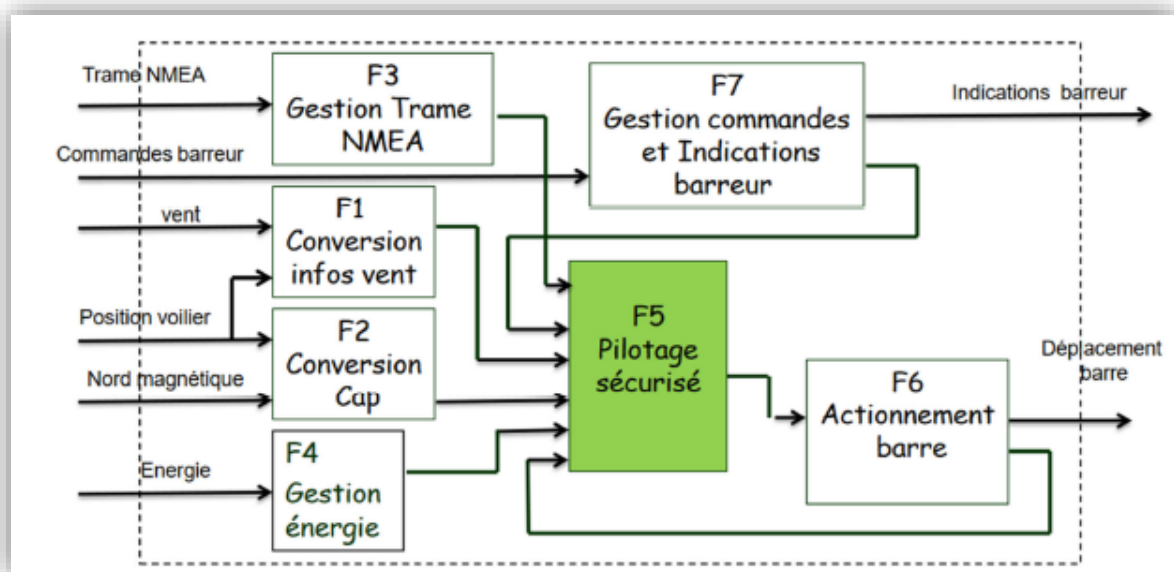 Trame NMEA
F3
Gestion Trame
NMEA
F7
Gestion commandes
et Indications
barreur
Indications barreur
Commandes barreur
vent
F1
Conversion
infos vent
Position voilier
F2
Conversion
Cap
Nord magnétique
F5
Pilotage
sécurisé
F6
Actionnement
barre
Déplacement
barre
Energie
F4
Gestion
énergie